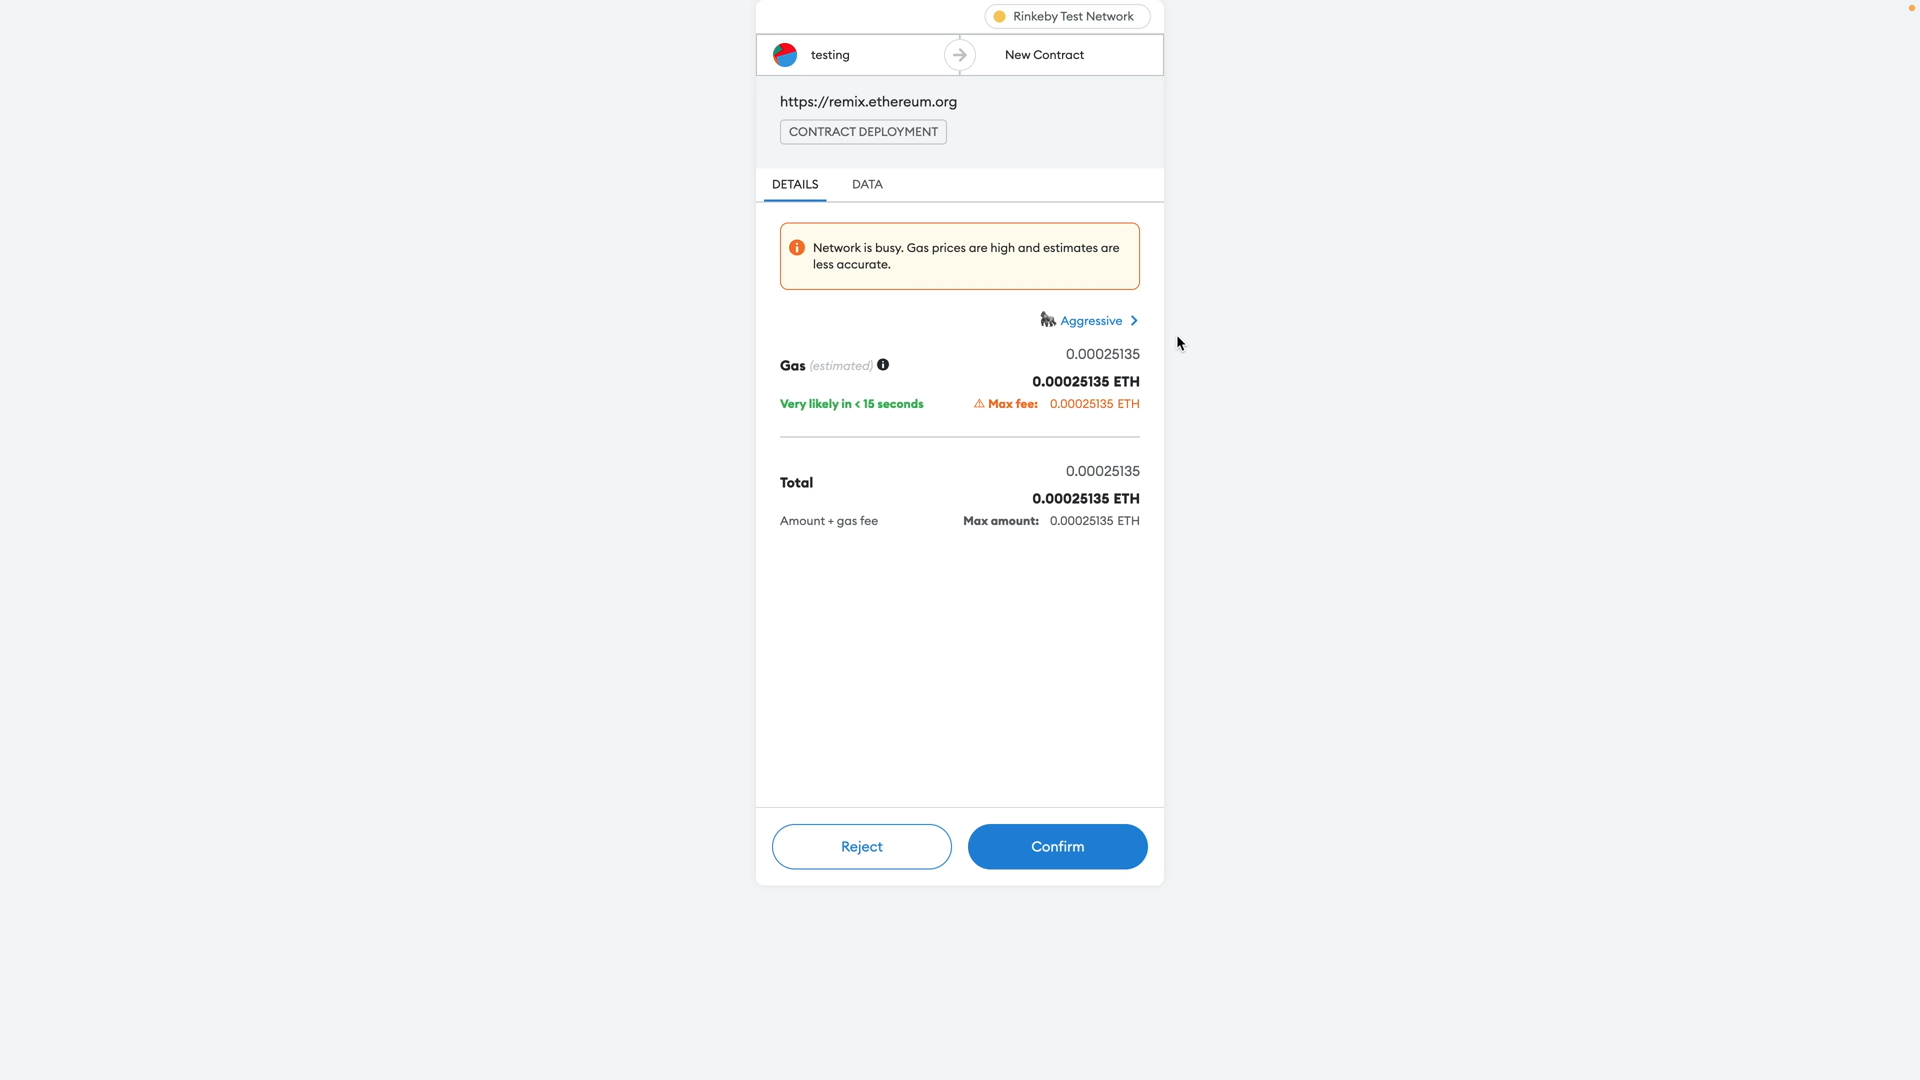 Rinkeby Test Network
testing
New Contract
https://remix.ethereum.org
CONTRACT DEPLOYMENT
DETAILS
DATA
Network is busy. Gas prices are high and estimates are
less accurate.
Aggressive
0.00025135
Gas (estimated)
0.00025135 ETH
Very likely in < 15 seconds
Max fee: 0.00025135 ETH
0.00025135
Total
0.00025135 ETH
Amount + gas fee
Max amount: 0.00025135 ETH
Reject
Confirm